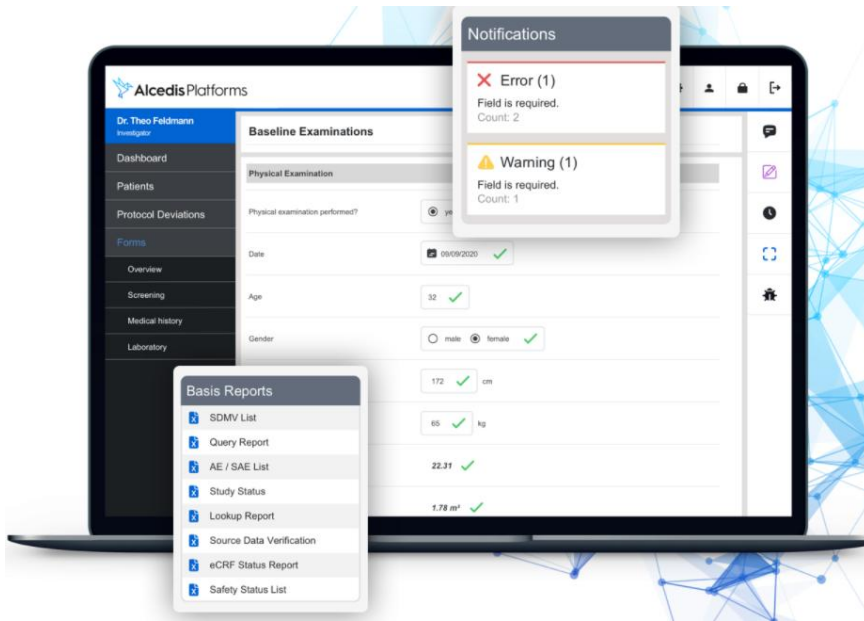 Alcedis Platforms
Dr. Theo Feldmann
Investigator
Dashboard
Patients
Protocol Deviations
Forms
Overview
Screening
Medical history
Laboratory
Baseline Examinations
Physical Examination
Physical examination performed?
Date
09/09/2020
Age
32
Gender
male female
172 cm
65 kg
22.31
1.78 m²
Notifications
Error (1)
Field is required.
Count: 2
Warning (1)
Field is required.
Count: 1
Basis Reports
SDMV List
Query Report
AE / SAE List
Study Status
Lookup Report
Source Data Verification
eCRF Status Report
Safety Status List